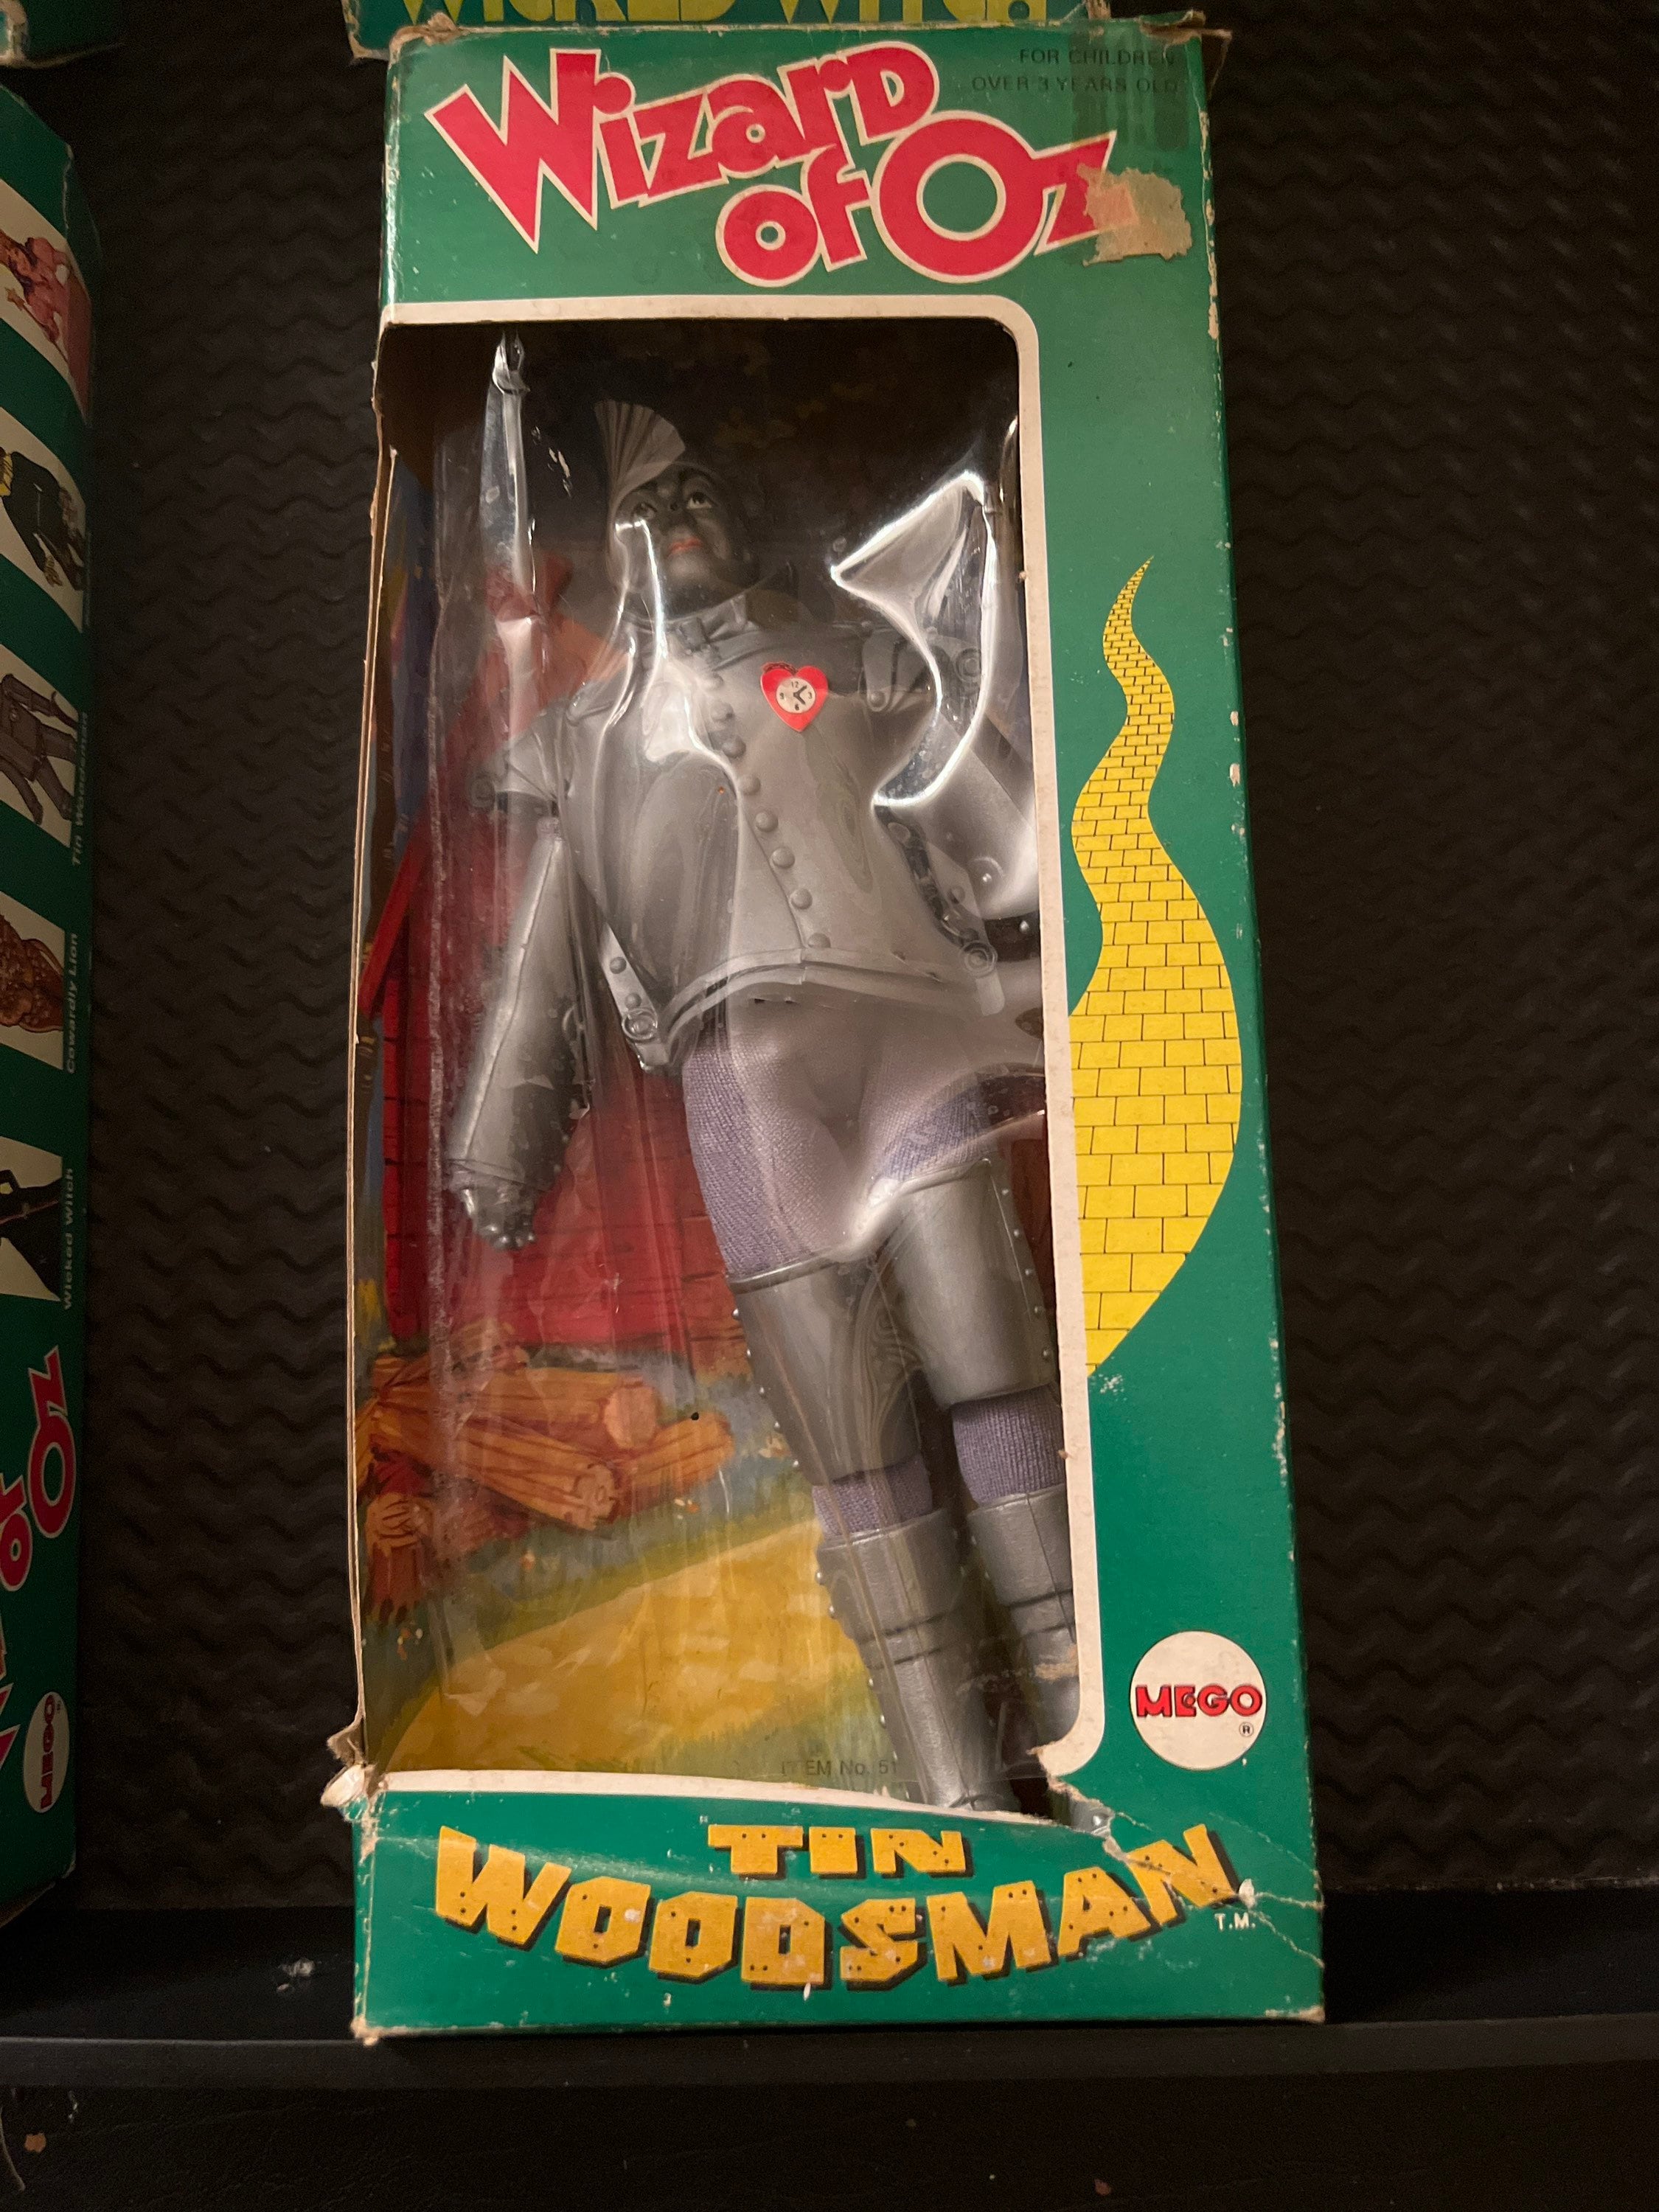 WICKED WITCH
WIZARD
OF OZ
FOR CHILDREN
OVER 3 YEARS OLD
Tin Woodsman
Cowardly Lion
Wicked Witch
OZ
MEGO
MEGO
®
ITEM No. 51
TIN
WOODSMAN
T.M.